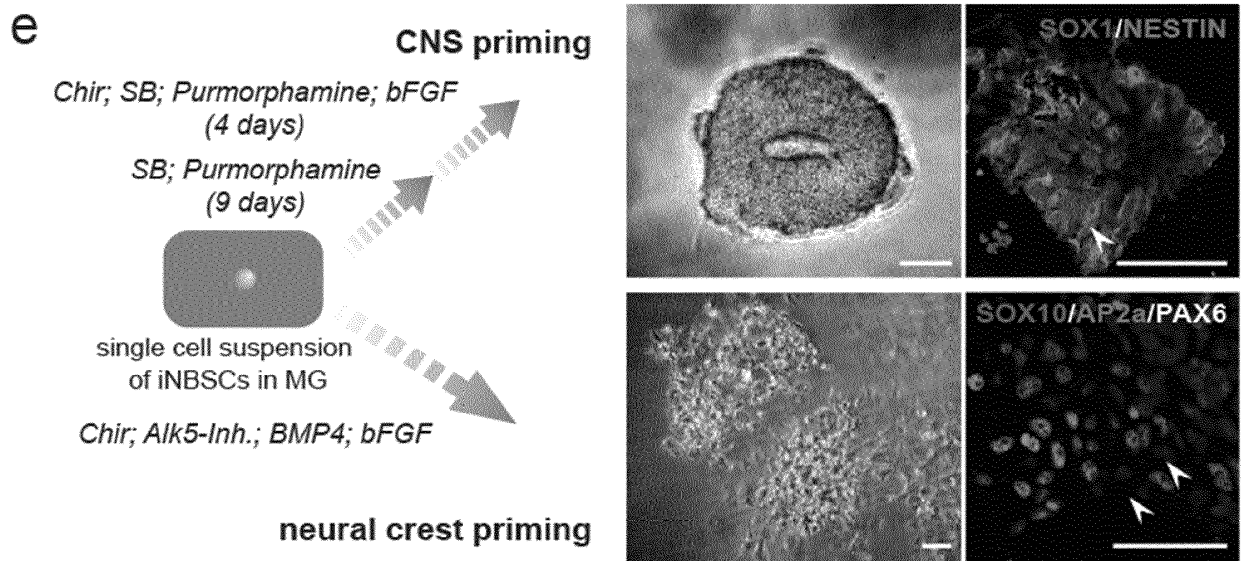 e
CNS priming
Chir; SB; Purmorphamine; bFGF
(4 days)
SB; Purmorphamine
(9 days)
single cell suspension
of iNBSCs in MG
Chir; Alk5-Inh.; BMP4; bFGF
neural crest priming
SOX1/NESTIN
SOX10/AP2a/PAX6